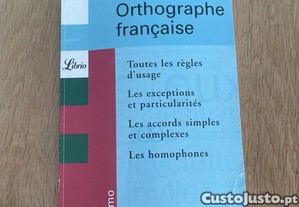 Orthographe
française
Librio
Toutes les règles
d'usage
Les exceptions
et particularités
Les accords simples
et complexes
Les homophones
mo
CustoJusto.pt